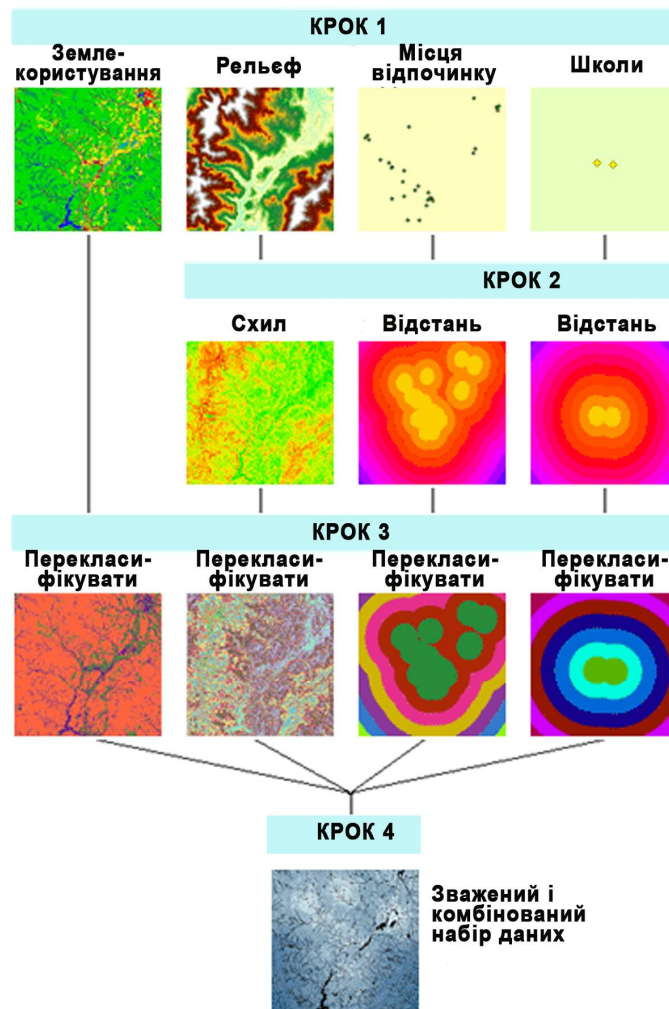 КРОК 1
Земле-
користування
Рельєф
Місця
відпочинку
Школи
КРОК 2
Схил
Відстань
Відстань
КРОК 3
Перекласи-
фікувати
Перекласи-
фікувати
Перекласи-
фікувати
Перекласи-
фікувати
КРОК 4
Зважений і
комбінований
набір даних